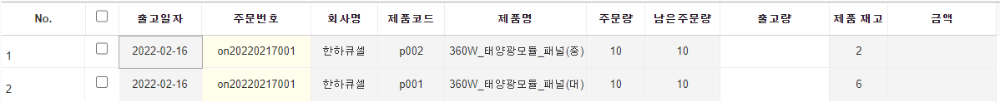 No. 출고일자 주문번호 회사명 제품코드 제품명 주문량 남은주문량 출고량 제품 재고 금액
1 2022-02-16 on20220217001 한하큐셀 p002 360W_태양광모듈_패널(중) 10 10 2
2 2022-02-16 on20220217001 한하큐셀 p001 360W_태양광모듈_패널(대) 10 10 6